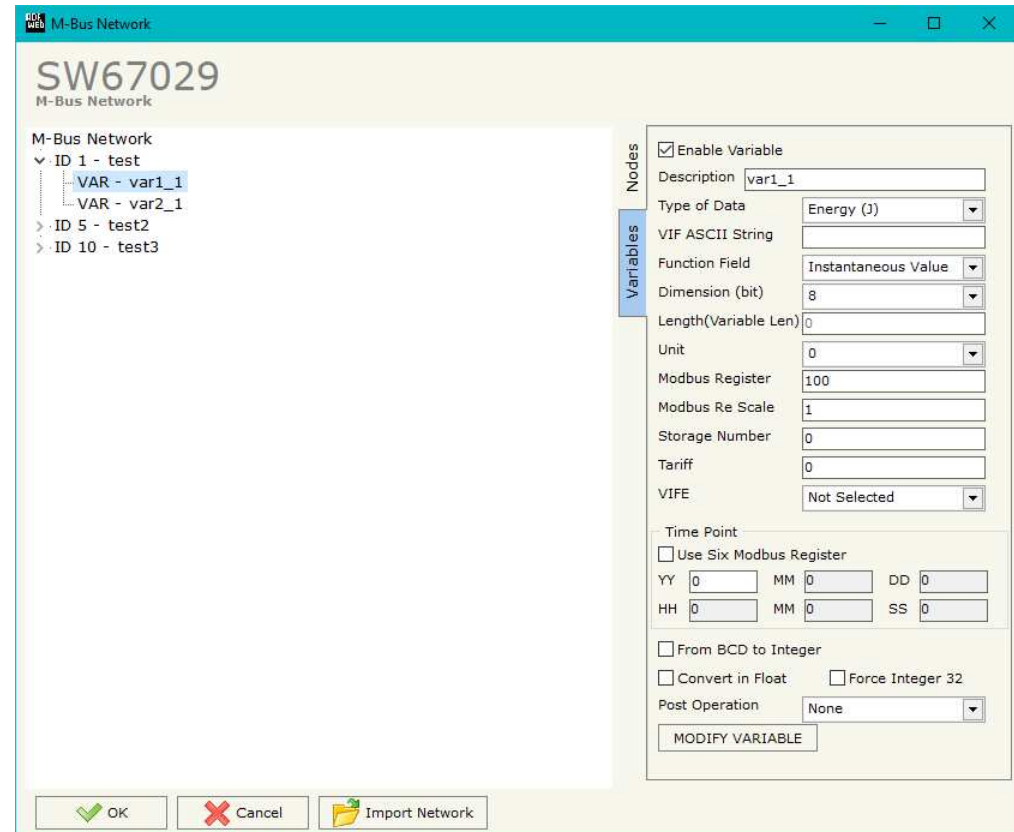 ADF WEB M-Bus Network
SW67029
M-Bus Network
M-Bus Network
ID 1 - test
VAR - var1_1
VAR - var2_1
ID 5 - test2
ID 10 - test3
Nodes
Variables
Enable Variable
Description var1_1
Type of Data Energy (J)
VIF ASCII String
Function Field Instantaneous Value
Dimension (bit) 8
Length(Variable Len) 0
Unit 0
Modbus Register 100
Modbus Re Scale 1
Storage Number 0
Tariff 0
VIFE Not Selected
Time Point
Use Six Modbus Register
YY 0 MM 0 DD 0
HH 0 MM 0 SS 0
From BCD to Integer
Convert in Float Force Integer 32
Post Operation None
MODIFY VARIABLE
OK Cancel Import Network